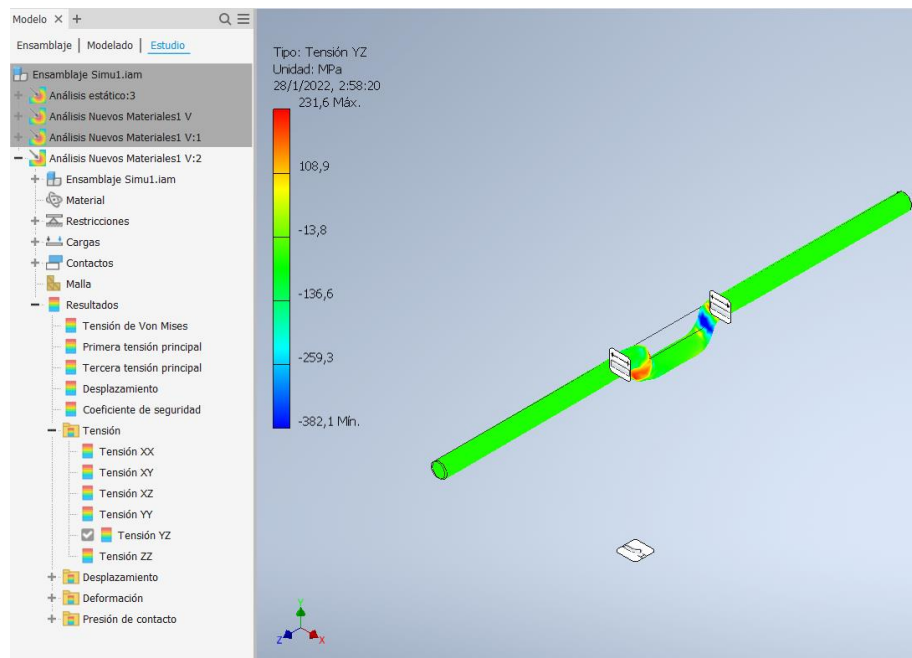 Modelo × +
Ensamblaje | Modelado | Estudio
Ensamblaje Simu1.iam
Análisis estático:3
Análisis Nuevos Materiales1 V
Análisis Nuevos Materiales1 V:1
Análisis Nuevos Materiales1 V:2
Ensamblaje Simu1.iam
Material
Restricciones
Cargas
Contactos
Malla
Resultados
Tensión de Von Mises
Primera tensión principal
Tercera tensión principal
Desplazamiento
Coeficiente de seguridad
Tensión
Tensión XX
Tensión XY
Tensión XZ
Tensión YY
Tensión YZ
Tensión ZZ
Desplazamiento
Deformación
Presión de contacto
Tipo: Tensión YZ
Unidad: MPa
28/1/2022, 2:58:20
231,6 Máx.
108,9
-13,8
-136,6
-259,3
-382,1 Mín.
Y
Z
X